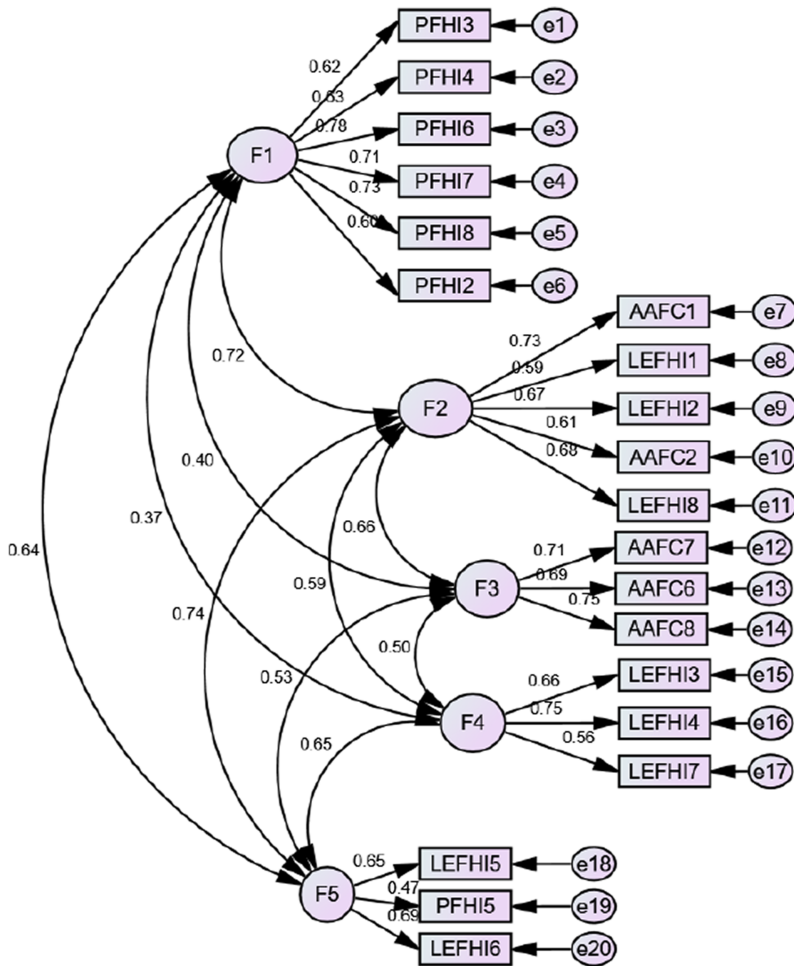 PFHI3 e1
0.62
PFHI4 e2
0.63
0.78
PFHI6 e3
F1
0.71
PFHI7 e4
0.73
0.60
PFHI8 e5
PFHI2 e6
AAFC1 e7
0.73
0.59
LEFHI1 e8
0.72
0.67
F2
LEFHI2 e9
0.61
AAFC2 e10
0.68
0.40
LEFHI8 e11
0.37
0.66
0.64
0.71
AAFC7 e12
0.69
0.59
F3
AAFC6 e13
0.75
0.74
AAFC8 e14
0.50
0.53
0.66
LEFHI3 e15
0.75
F4
LEFHI4 e16
0.65
0.56
LEFHI7 e17
0.65
LEFHI5 e18
0.47
F5
PFHI5 e19
0.69
LEFHI6 e20